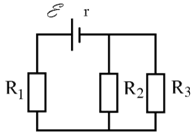 ℰ r
R₁ R₂ R₃